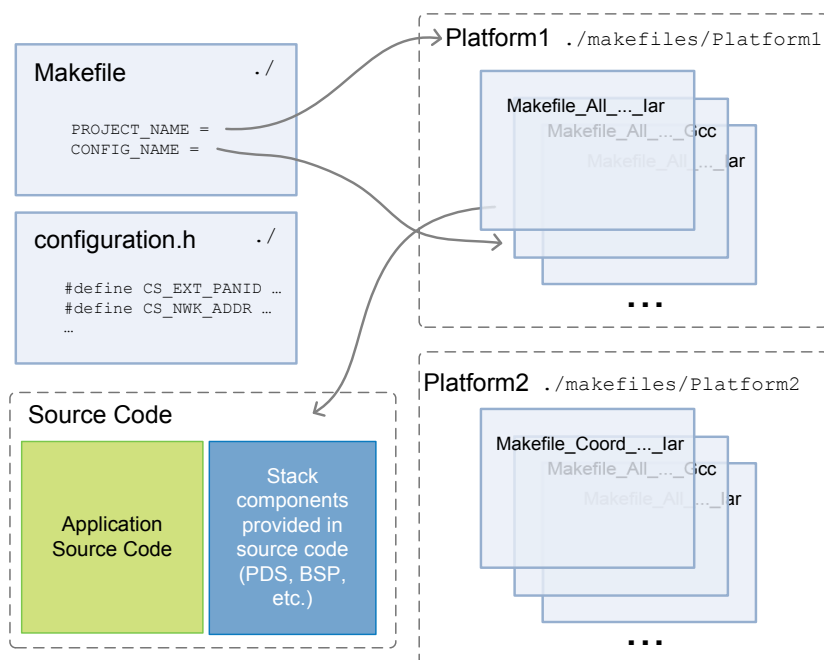 Makefile ./
PROJECT_NAME =
CONFIG_NAME =
configuration.h ./
#define CS_EXT_PANID …
#define CS_NWK_ADDR …
…
Source Code
Application
Source Code
Stack
components
provided in
source code
(PDS, BSP,
etc.)
Platform1 ./makefiles/Platform1
Makefile_All_..._Iar
Makefile_All_..._Gcc
Makefile_All_..._Iar
...
Platform2 ./makefiles/Platform2
Makefile_Coord_..._Iar
Makefile_All_..._Gcc
Makefile_All_..._Iar
...